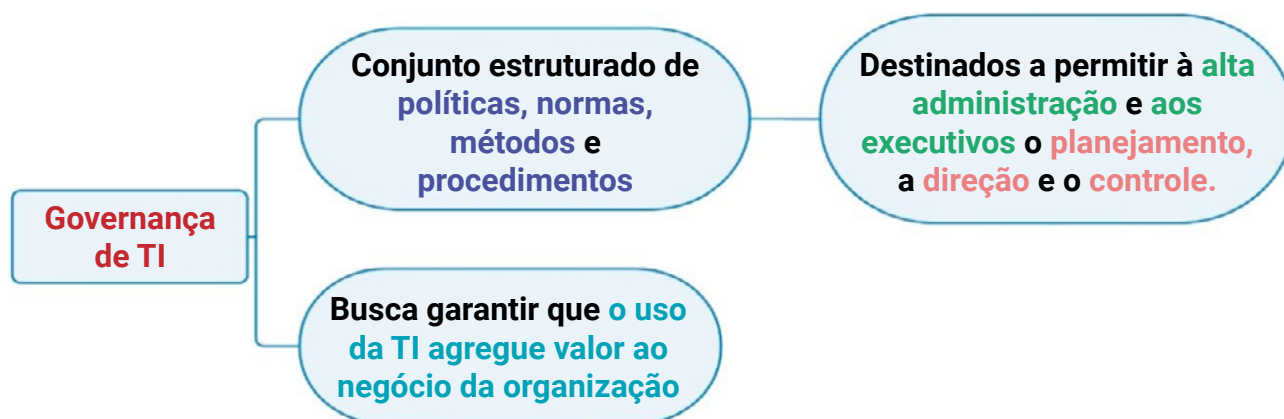 Governança
de TI
Conjunto estruturado de
políticas, normas,
métodos e
procedimentos
Destinados a permitir à alta
administração e aos
executivos o planejamento,
a direção e o controle.
Busca garantir que o uso
da TI agregue valor ao
negócio da organização